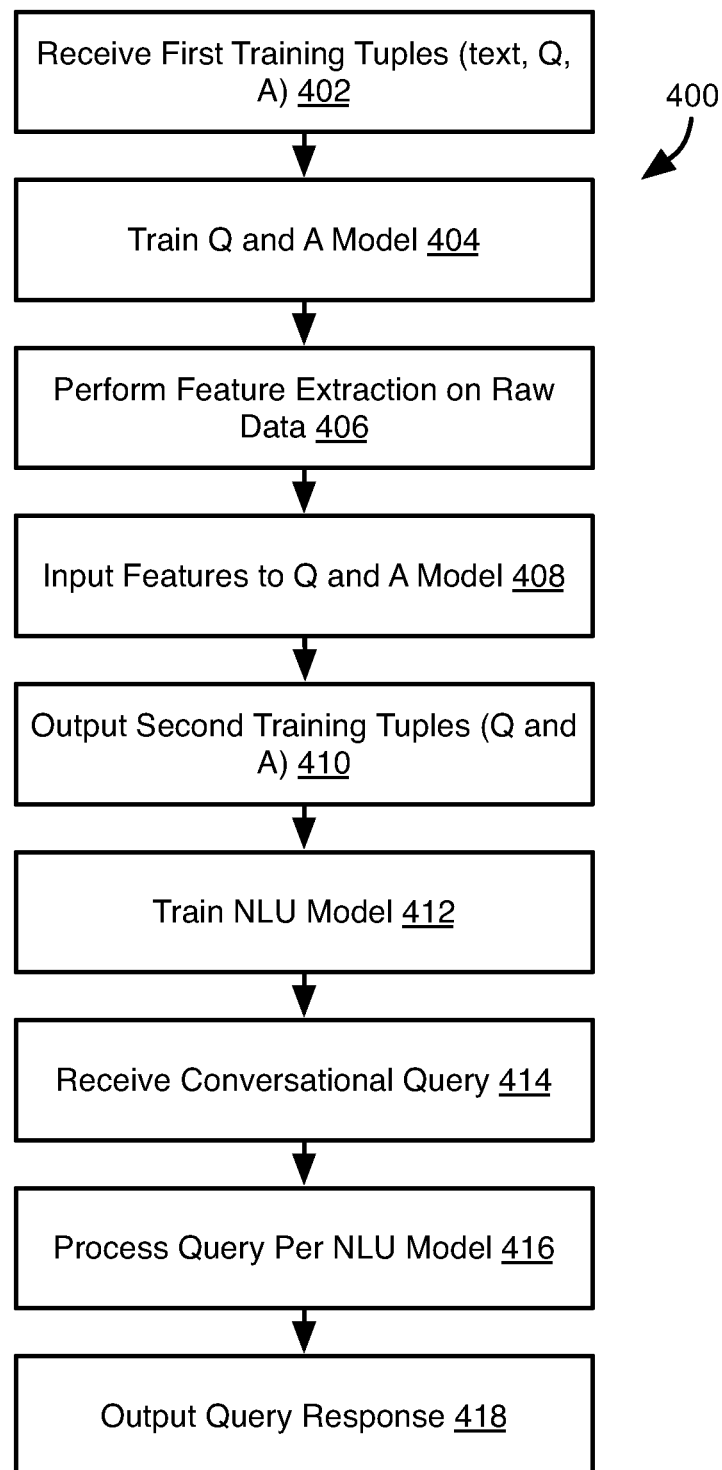 Receive First Training Tuples (text, Q,
A) 402
400
Train Q and A Model 404
Perform Feature Extraction on Raw
Data 406
Input Features to Q and A Model 408
Output Second Training Tuples (Q and
A) 410
Train NLU Model 412
Receive Conversational Query 414
Process Query Per NLU Model 416
Output Query Response 418